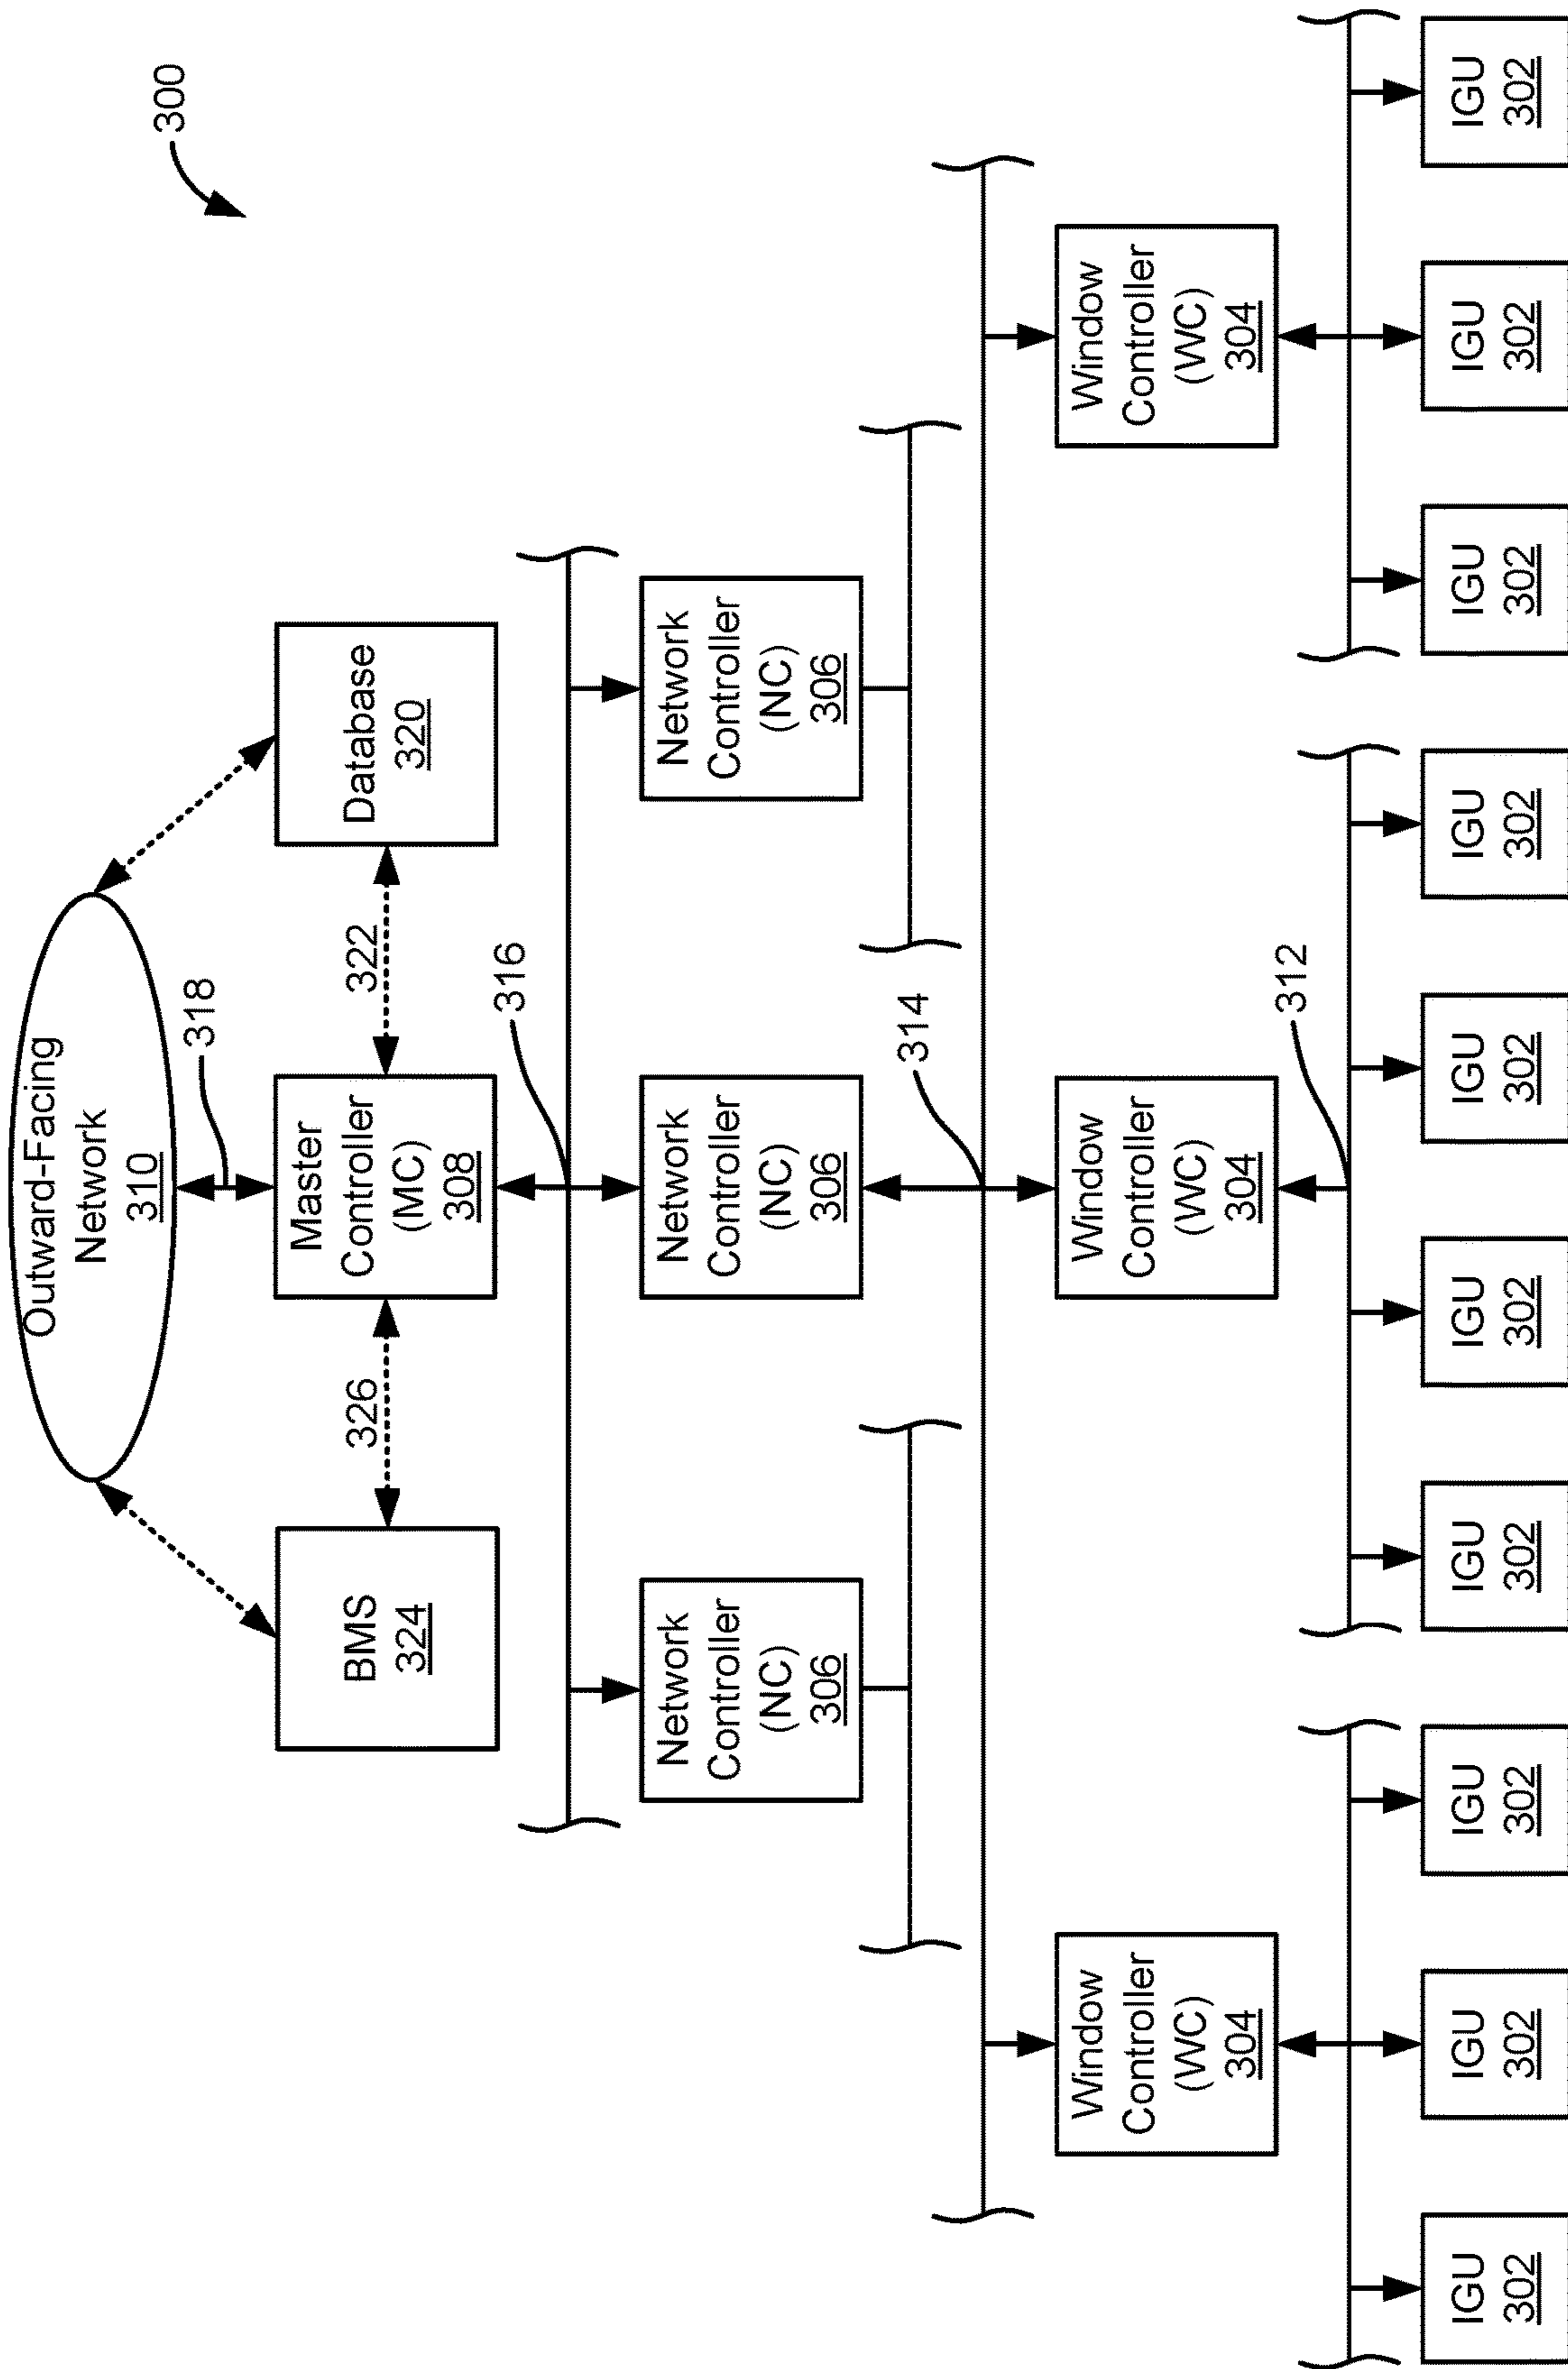 Outward-Facing
Network
310
300
318
BMS
324
326
Master
Controller
(MC)
308
322
Database
320
316
Network
Controller
(NC)
306
Network
Controller
(NC)
306
Network
Controller
(NC)
306
314
Window
Controller
(WC)
304
Window
Controller
(WC)
304
Window
Controller
(WC)
304
312
IGU
302
IGU
302
IGU
302
IGU
302
IGU
302
IGU
302
IGU
302
IGU
302
IGU
302
IGU
302